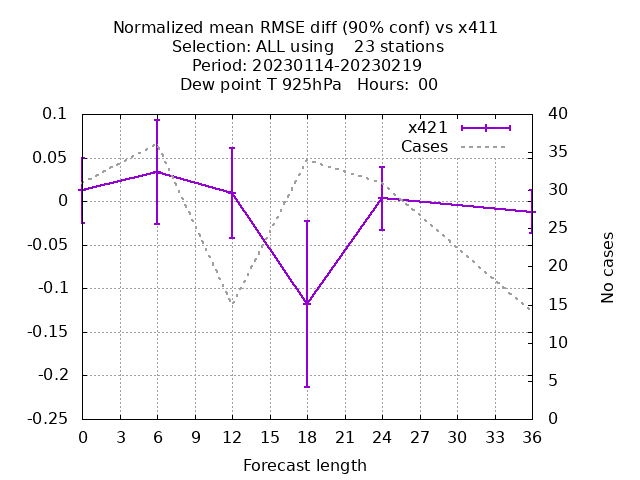 Normalized mean RMSE diff (90% conf) vs x411
Selection: ALL using    23 stations
Period: 20230114-20230219
Dew point T 925hPa   Hours:  00
x421
Cases
0.1
0.05
0
-0.05
-0.1
-0.15
-0.2
-0.25
40
35
30
25
20
15
10
5
0
No cases
0 3 6 9 12 15 18 21 24 27 30 33 36
Forecast length